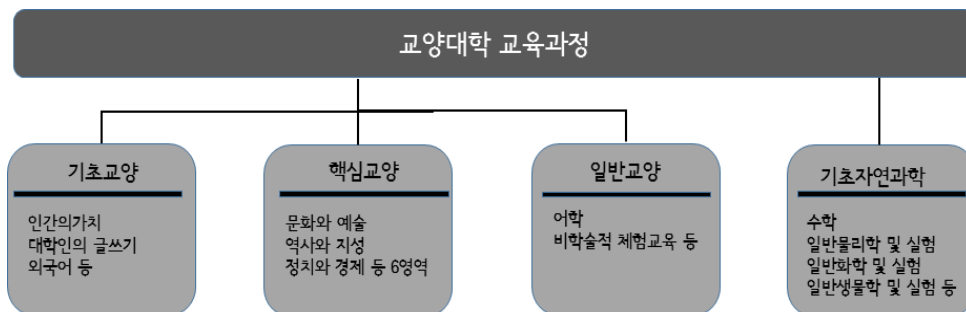 교양대학 교육과정
기초교양
인간의가치
대학인의 글쓰기
외국어 등
핵심교양
문화와 예술
역사와 지성
정치와 경제 등 6영역
일반교양
어학
비학술적 체험교육 등
기초자연과학
수학
일반물리학 및 실험
일반화학 및 실험
일반생물학 및 실험 등